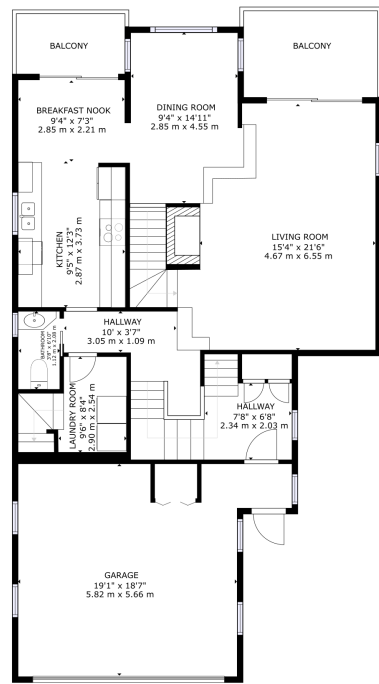 BALCONY
BALCONY
BREAKFAST NOOK
9'4" x 7'3"
2.85 m x 2.21 m
DINING ROOM
9'4" x 14'11"
2.85 m x 4.55 m
KITCHEN
9'5" x 12'3"
2.87 m x 3.73 m
LIVING ROOM
15'4" x 21'6"
4.67 m x 6.55 m
HALLWAY
10' x 3'7"
3.05 m x 1.09 m
BATHROOM
LAUNDRY ROOM
9'6" x 8'4"
2.90 m x 2.54 m
HALLWAY
7'8" x 6'8"
2.34 m x 2.03 m
GARAGE
19'1" x 18'7"
5.82 m x 5.66 m